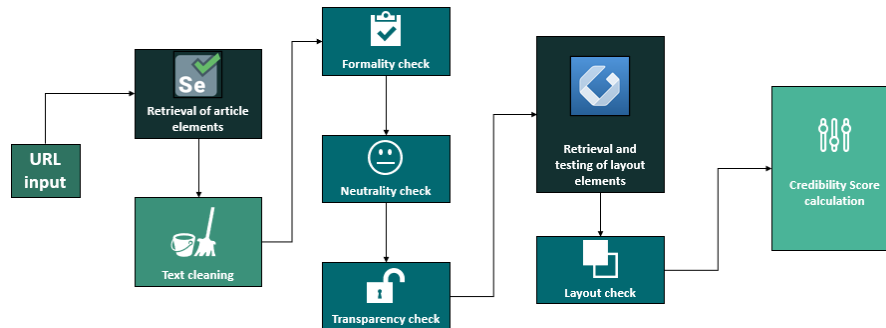 URL
input
Se
Retrieval of article
elements
Text cleaning
Formality check
Neutrality check
Transparency check
Retrieval and
testing of layout
elements
Layout check
Credibility Score
calculation